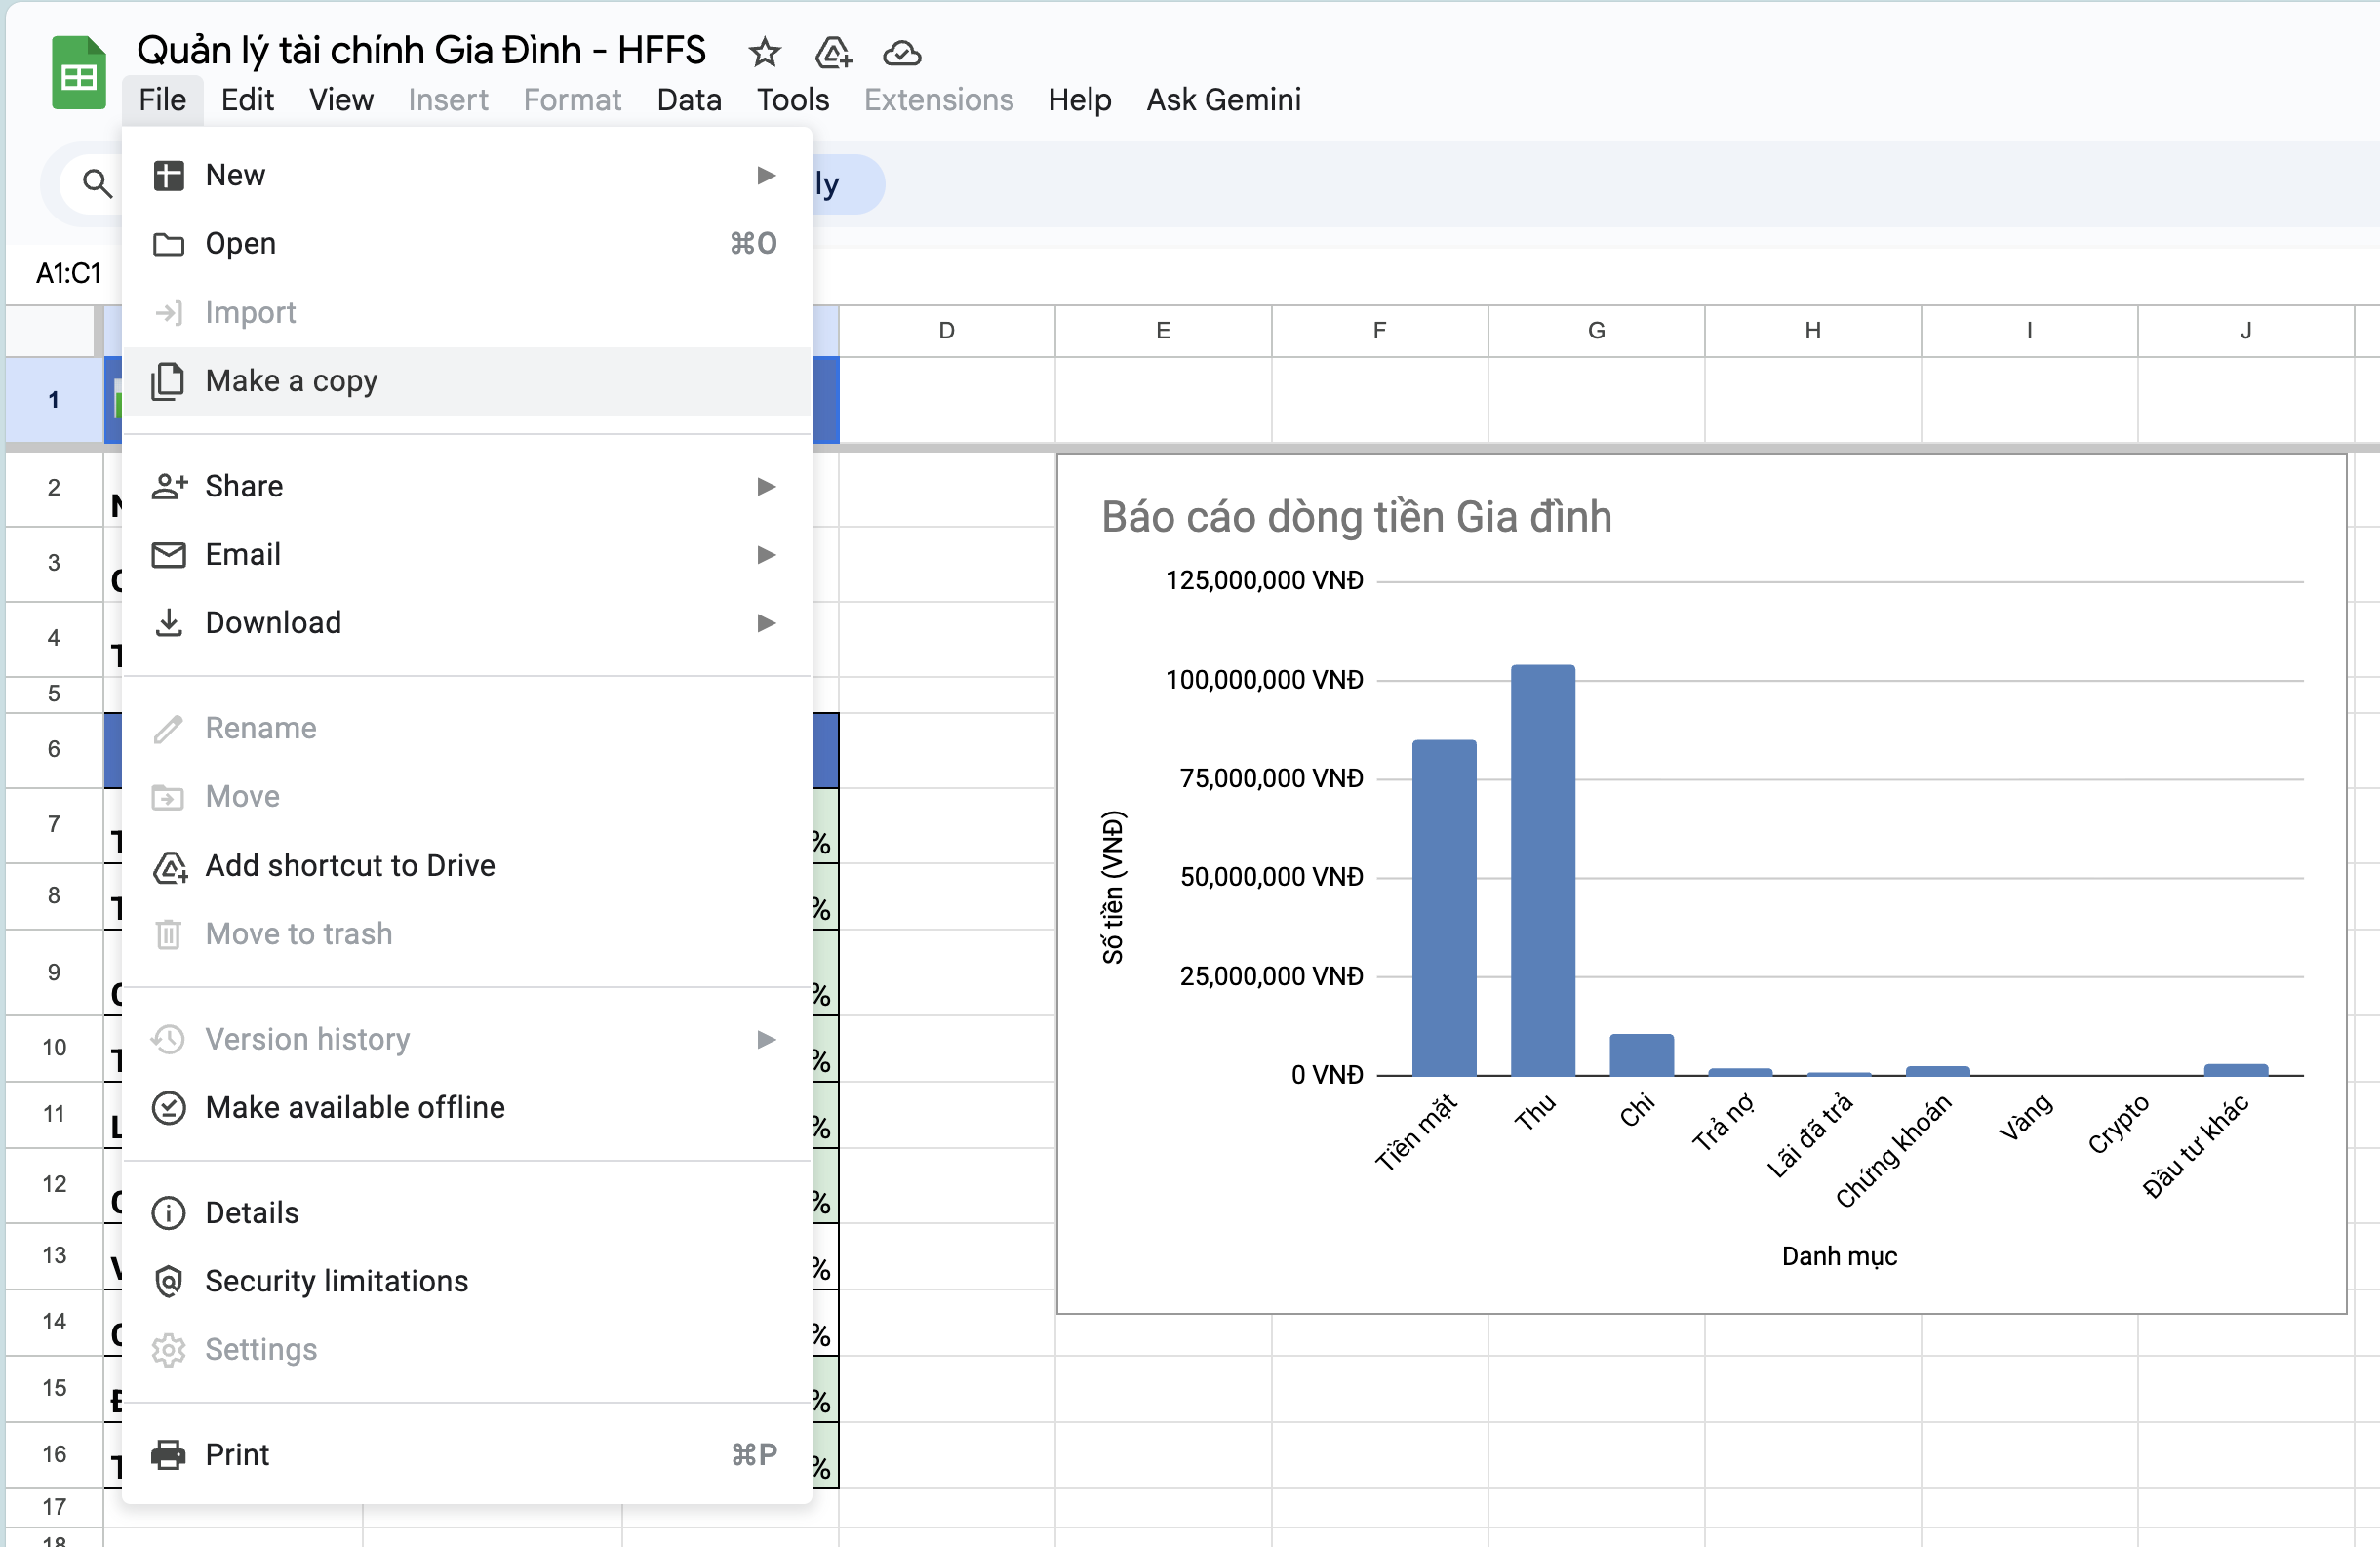 Quản lý tài chính Gia Đình - HFFS
File Edit View Insert Format Data Tools Extensions Help Ask Gemini
New
Open ⌘O
Import
Make a copy
Share
Email
Download
Rename
Move
Add shortcut to Drive
Move to trash
Version history
Make available offline
Details
Security limitations
Settings
Print ⌘P
ly
A1:C1
D E F G H I J
1
2
3
4
5
6
7 %
8 %
9 %
10 %
11 %
12 %
13 %
14 %
15 %
16 %
17
18
Báo cáo dòng tiền Gia đình
Số tiền (VNĐ)
125,000,000 VNĐ
100,000,000 VNĐ
75,000,000 VNĐ
50,000,000 VNĐ
25,000,000 VNĐ
0 VNĐ
Tiền mặt
Thu
Chi
Trả nợ
Lãi đã trả
Chứng khoán
Vàng
Crypto
Đầu tư khác
Danh mục